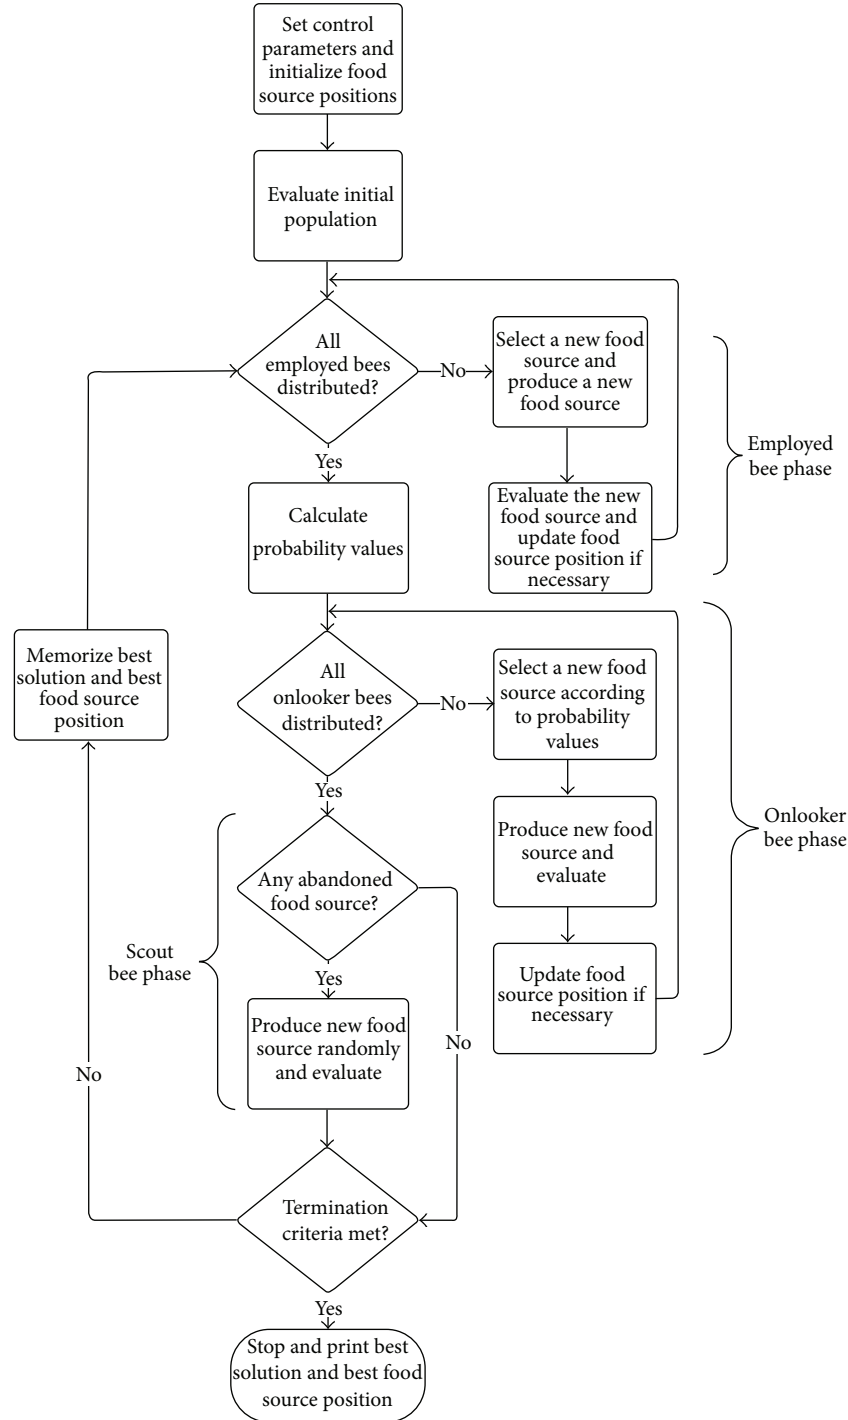 Set control
parameters and
initialize food
source positions
Evaluate initial
population
All
employed bees
distributed?
No
Select a new food
source and
produce a new
food source
Employed
bee phase
Yes
Calculate
probability values
Evaluate the new
food source and
update food
source position if
necessary
Memorize best
solution and best
food source
position
All
onlooker bees
distributed?
No
Select a new food
source according
to probability
values
Yes
Produce new food
source and
evaluate
Onlooker
bee phase
Any abandoned
food source?
Scout
bee phase
Yes
Update food
source position if
necessary
Produce new food
source randomly
and evaluate
No
No
Termination
criteria met?
Yes
Stop and print best
solution and best food
source position